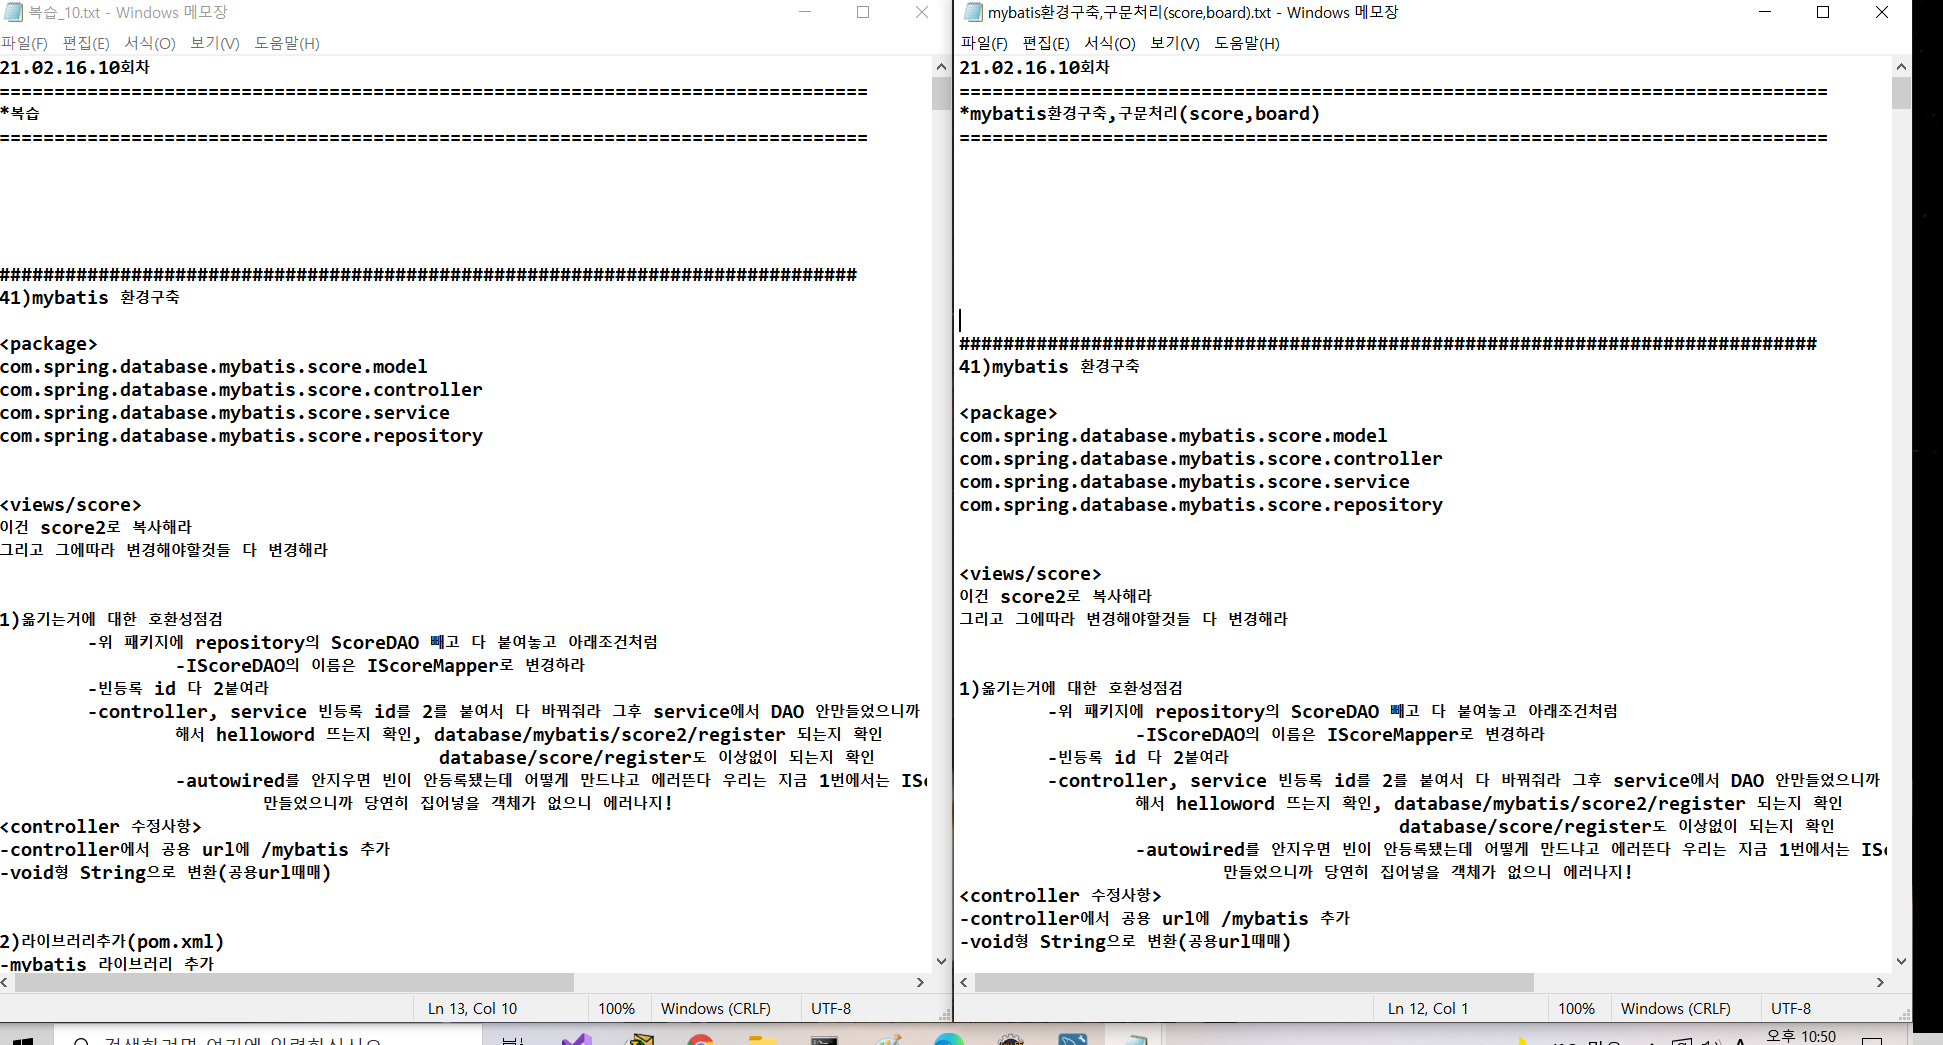 복습_10.txt - Windows 메모장
파일(F) 편집(E) 서식(O) 보기(V) 도움말(H)
21.02.16.10회차
===============================================================================
*복습
===============================================================================
##############################################################################
41)mybatis 환경구축
<package>
com.spring.database.mybatis.score.model
com.spring.database.mybatis.score.controller
com.spring.database.mybatis.score.service
com.spring.database.mybatis.score.repository
<views/score>
이건 score2로 복사해라
그리고 그에따라 변경해야할것들 다 변경해라
1)옮기는거에 대한 호환성점검
-위 패키지에 repository의 ScoreDAO 빼고 다 붙여놓고 아래조건처럼
-IScoreDAO의 이름은 IScoreMapper로 변경하라
-빈등록 id 다 2붙여라
-controller, service 빈등록 id를 2를 붙여서 다 바꿔줘라 그후 service에서 DAO 안만들었으니까
해서 helloword 뜨는지 확인, database/mybatis/score2/register 되는지 확인
database/score/register도 이상없이 되는지 확인
-autowired를 안지우면 빈이 안등록됐는데 어떻게 만드냐고 에러뜬다 우리는 지금 1번에서는 ISc
만들었으니까 당연히 집어넣을 객체가 없으니 에러나지!
<controller 수정사항>
-controller에서 공용 url에 /mybatis 추가
-void형 String으로 변환(공용url때매)
2)라이브러리추가(pom.xml)
-mybatis 라이브러리 추가
Ln 13, Col 10 100% Windows (CRLF) UTF-8
mybatis환경구축,구문처리(score,board).txt - Windows 메모장
파일(F) 편집(E) 서식(O) 보기(V) 도움말(H)
21.02.16.10회차
===============================================================================
*mybatis환경구축,구문처리(score,board)
===============================================================================
##############################################################################
41)mybatis 환경구축
<package>
com.spring.database.mybatis.score.model
com.spring.database.mybatis.score.controller
com.spring.database.mybatis.score.service
com.spring.database.mybatis.score.repository
<views/score>
이건 score2로 복사해라
그리고 그에따라 변경해야할것들 다 변경해라
1)옮기는거에 대한 호환성점검
-위 패키지에 repository의 ScoreDAO 빼고 다 붙여놓고 아래조건처럼
-IScoreDAO의 이름은 IScoreMapper로 변경하라
-빈등록 id 다 2붙여라
-controller, service 빈등록 id를 2를 붙여서 다 바꿔줘라 그후 service에서 DAO 안만들었으니까
해서 helloword 뜨는지 확인, database/mybatis/score2/register 되는지 확인
database/score/register도 이상없이 되는지 확인
-autowired를 안지우면 빈이 안등록됐는데 어떻게 만드냐고 에러뜬다 우리는 지금 1번에서는 ISc
만들었으니까 당연히 집어넣을 객체가 없으니 에러나지!
<controller 수정사항>
-controller에서 공용 url에 /mybatis 추가
-void형 String으로 변환(공용url때매)
Ln 12, Col 1 100% Windows (CRLF) UTF-8
검색하려면 여기에 입력하십시오
오후 10:50